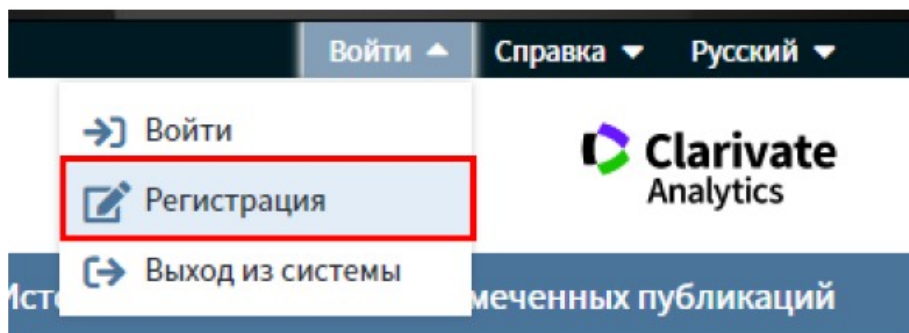 Войти Справка Русский
Войти
Clarivate
Analytics
Регистрация
Выход из системы
меченных публикаций